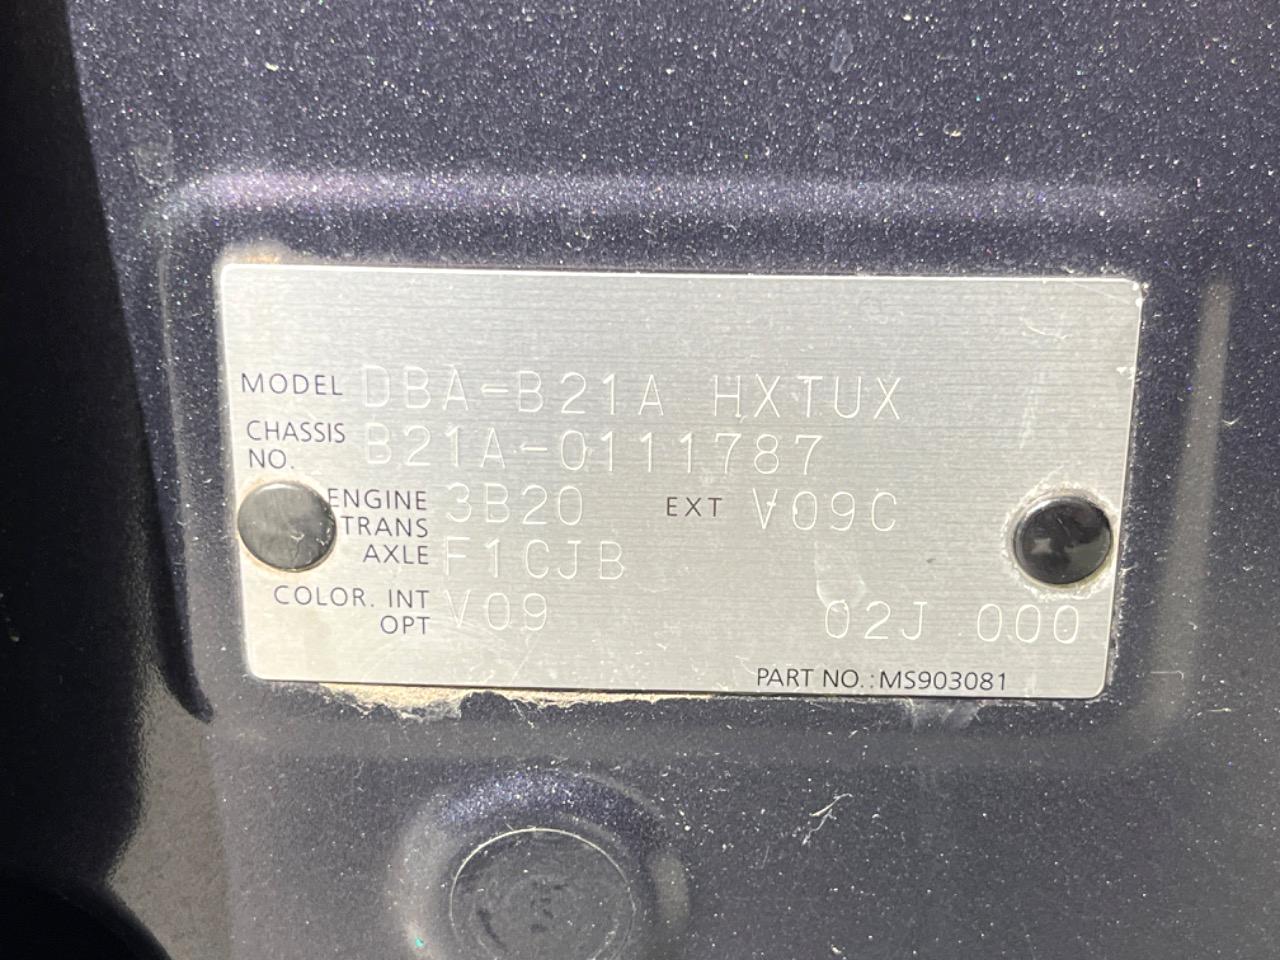 MODEL DBA-B21A HXTUX
CHASSIS NO. B21A-0111787
ENGINE 3B20 EXT V09C
TRANS AXLE F1CJB
COLOR. INT OPT V09 02J 000
PART NO.: MS903081